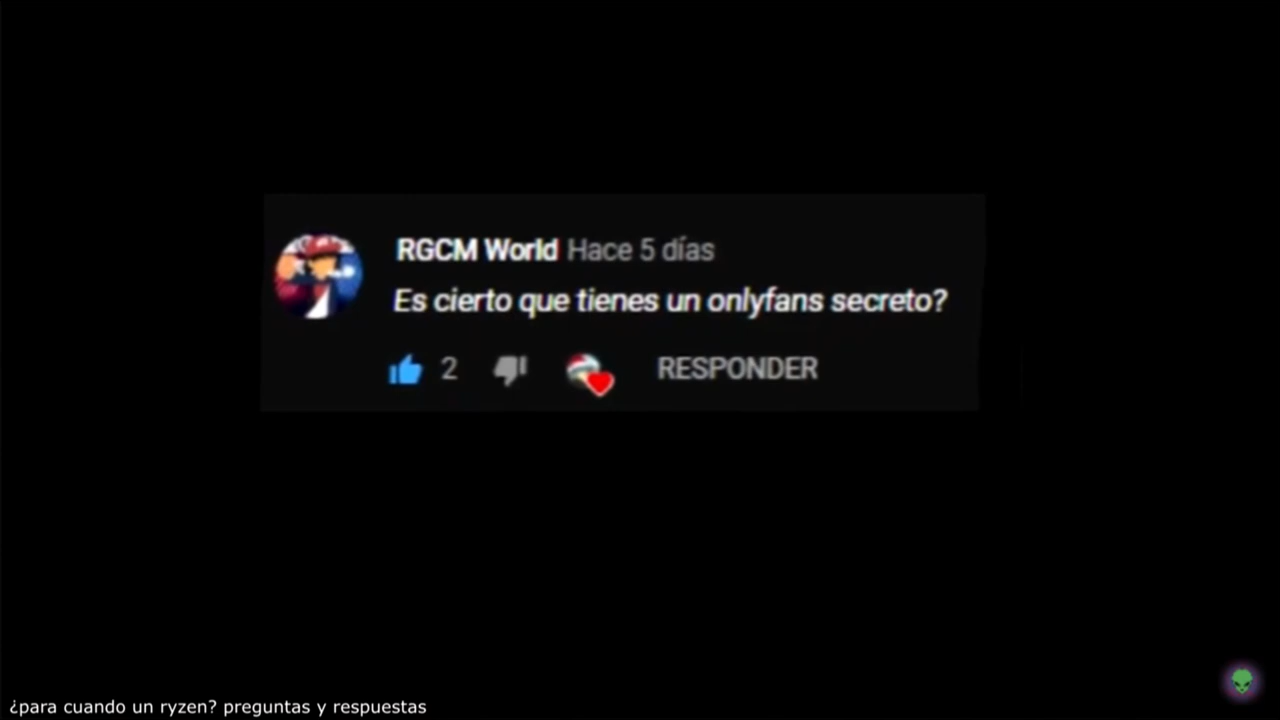 RGCM World Hace 5 días
Es cierto que tienes un onlyfans secreto?
2 RESPONDER
¿para cuando un ryzen? preguntas y respuestas